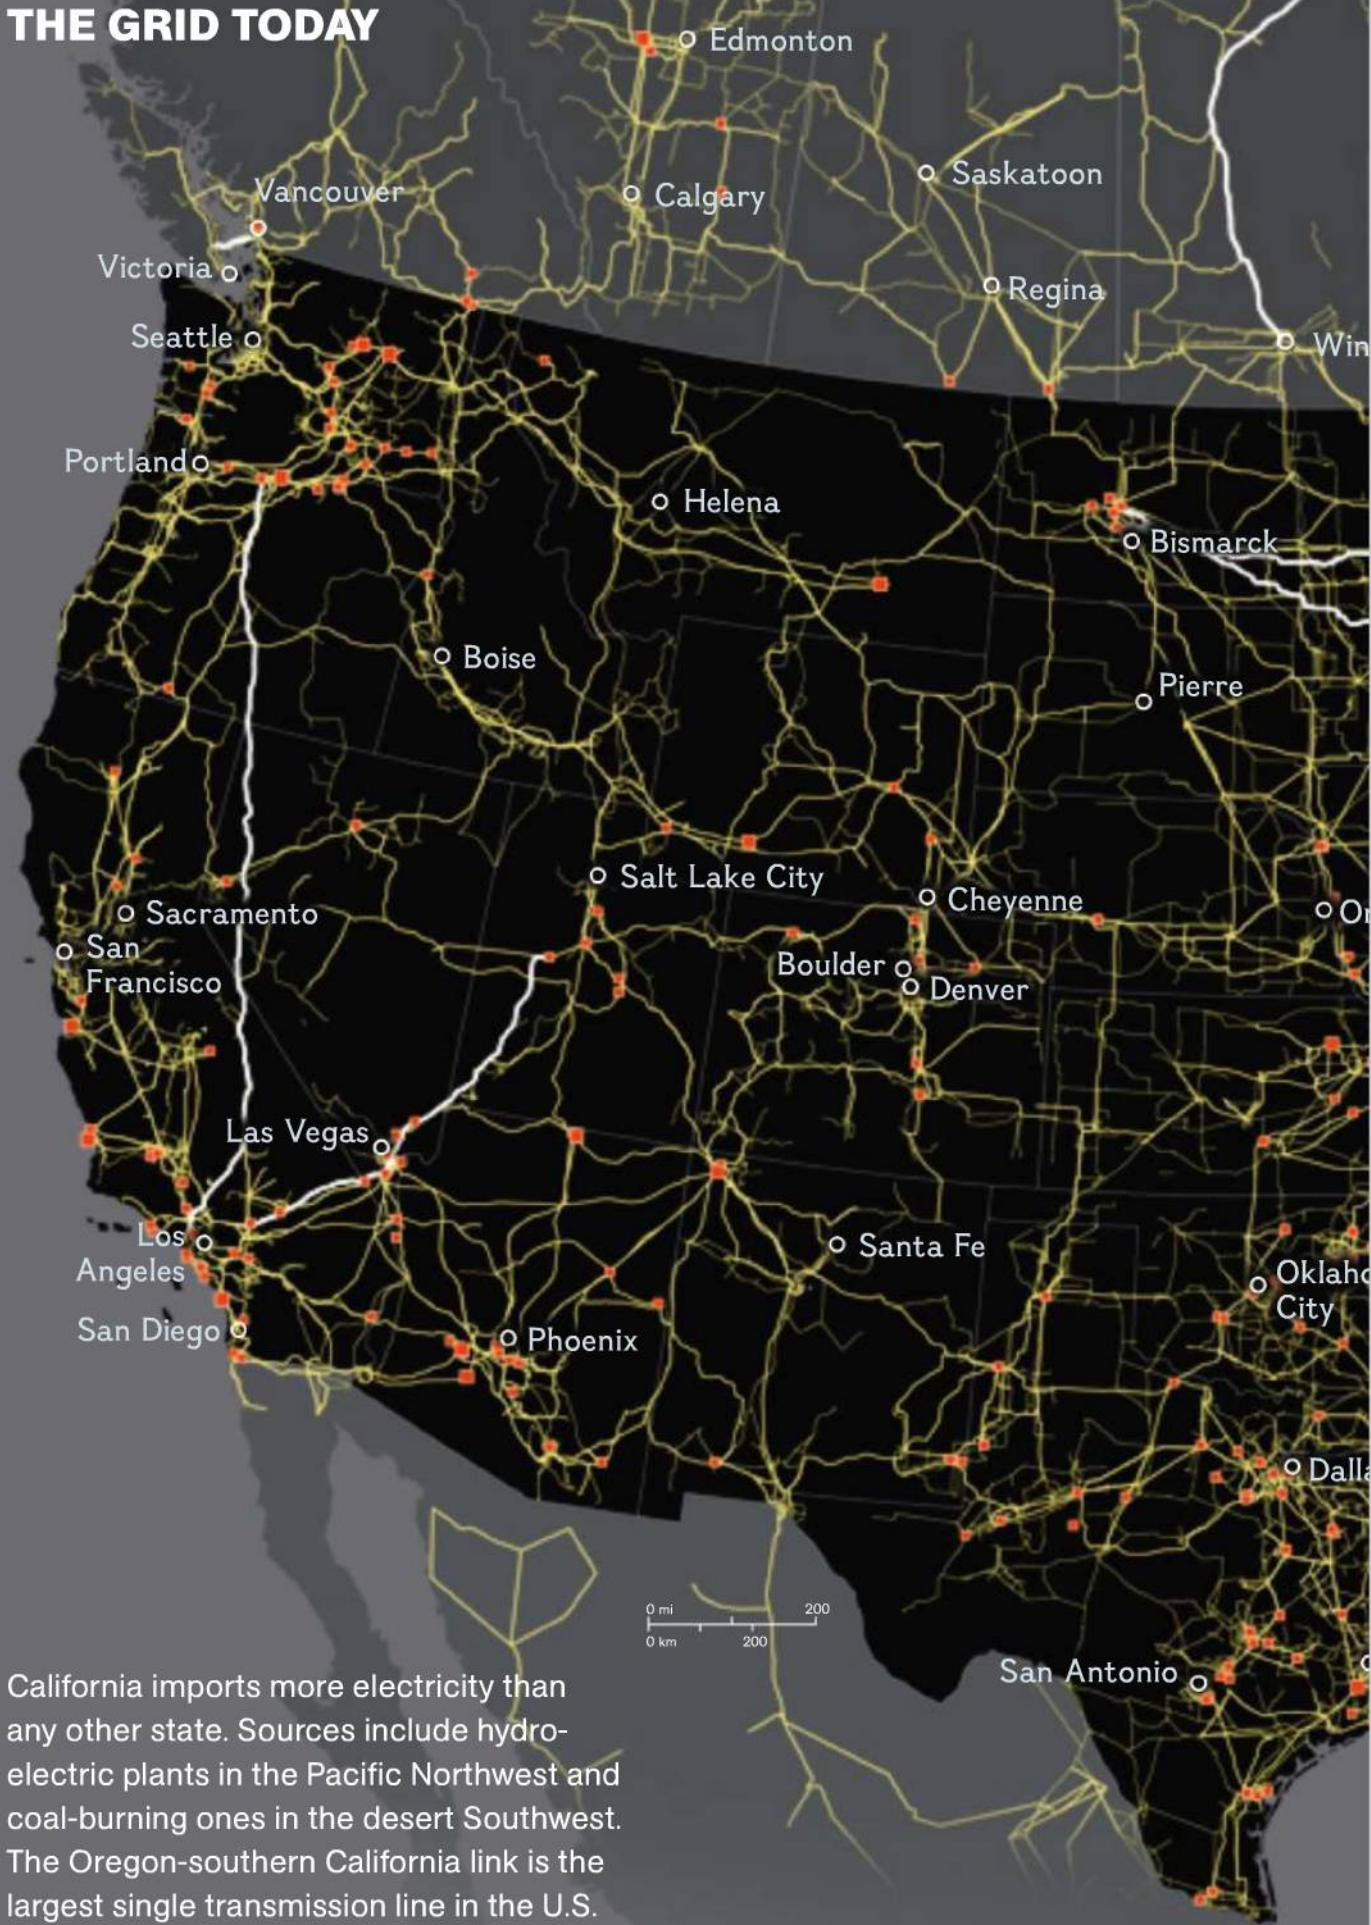 THE GRID TODAY
Edmonton
Saskatoon
Vancouver
Calgary
Victoria
Regina
Seattle
Win
Portland
Helena
Bismarck
Boise
Pierre
Salt Lake City
Cheyenne
Sacramento
San
Francisco
Boulder
Denver
Las Vegas
Los
Angeles
Santa Fe
Oklaho
City
San Diego
Phoenix
Dalla
0 mi 200
0 km 200
San Antonio
California imports more electricity than
any other state. Sources include hydro-
electric plants in the Pacific Northwest and
coal-burning ones in the desert Southwest.
The Oregon-southern California link is the
largest single transmission line in the U.S.